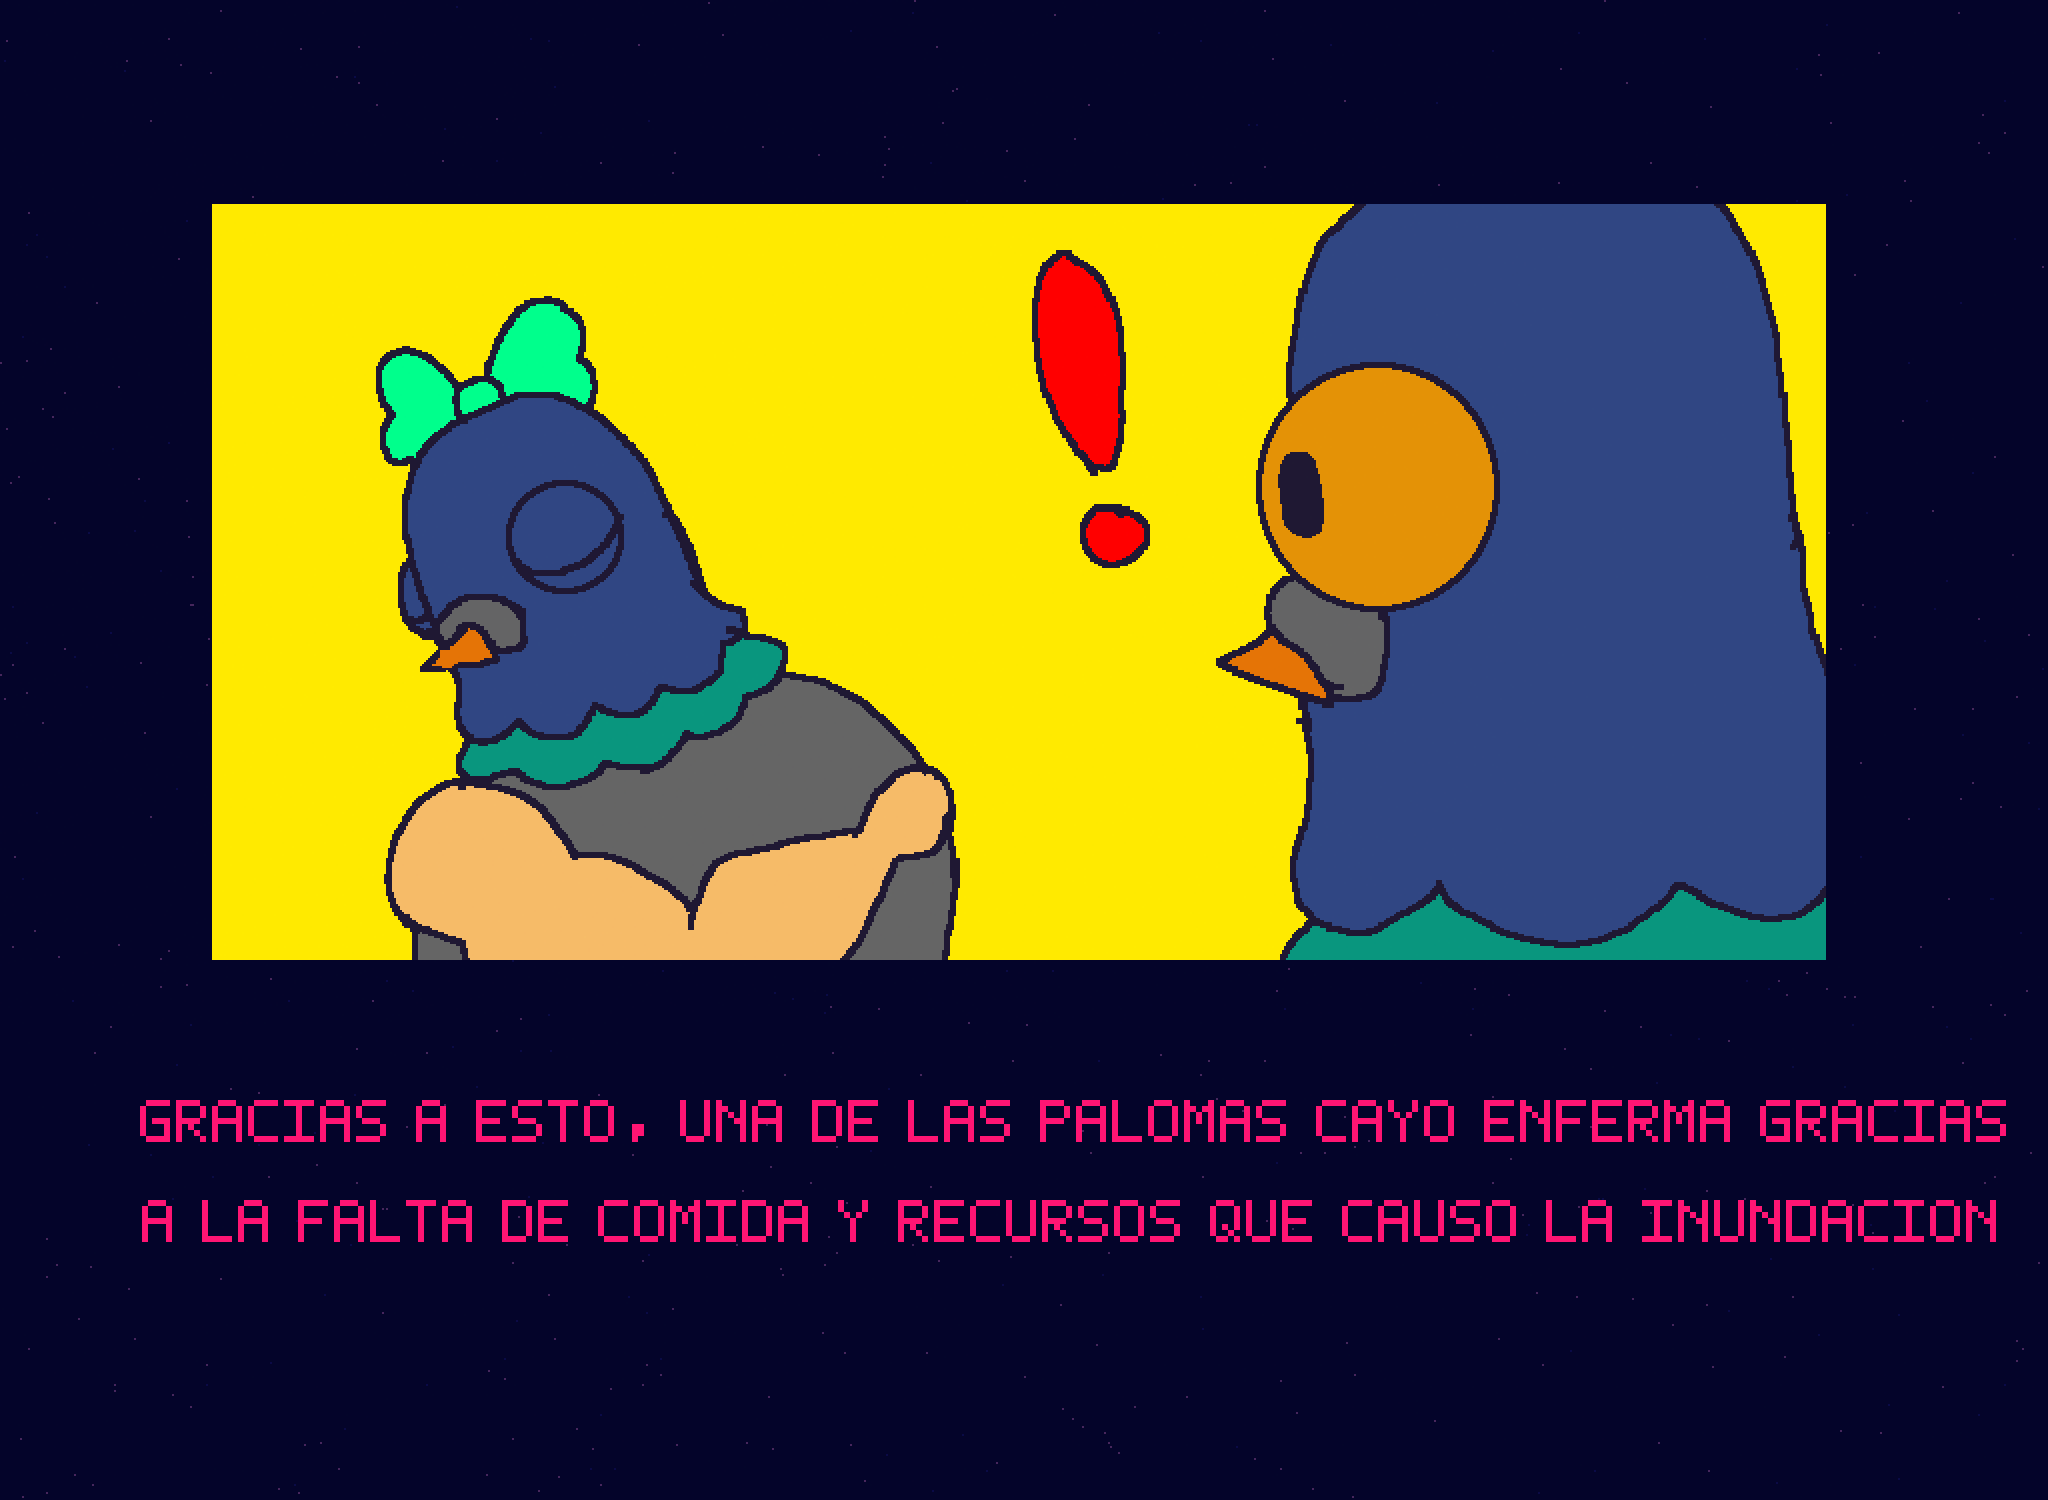 GRACIAS A ESTO, UNA DE LAS PALOMAS CAYO ENFERMA GRACIAS
A LA FALTA DE COMIDA Y RECURSOS QUE CAUSO LA INUNDACION